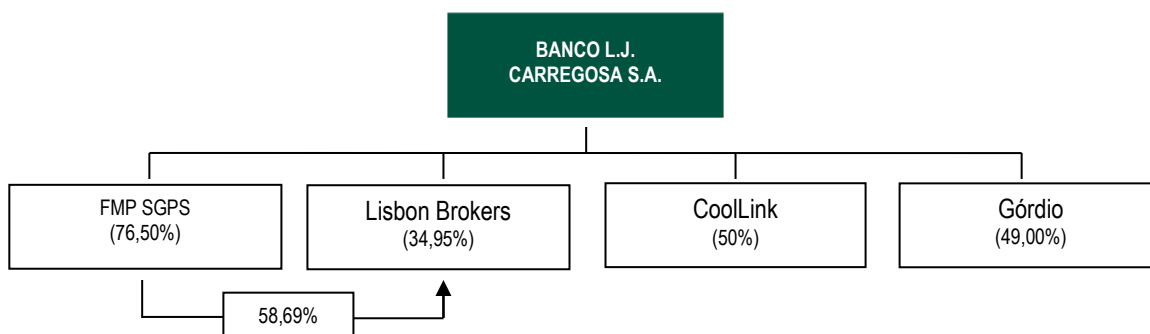 BANCO L.J.
CARREGOSA S.A.
FMP SGPS
(76,50%)
Lisbon Brokers
(34,95%)
CoolLink
(50%)
Górdio
(49,00%)
58,69%